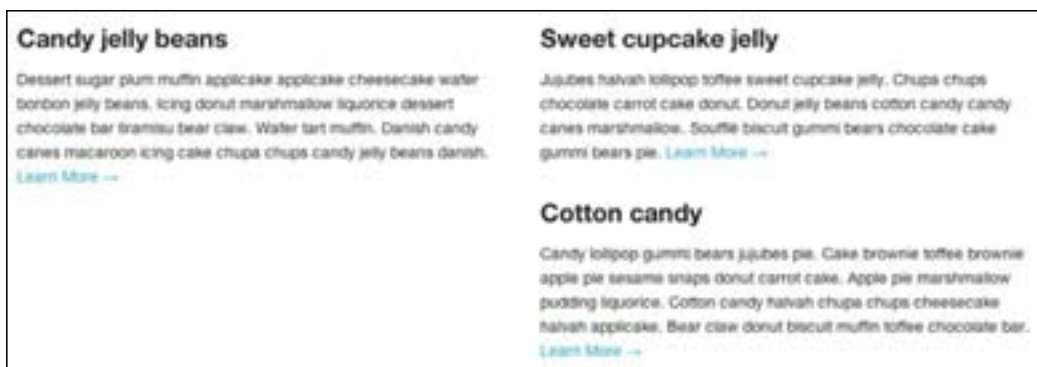 Candy jelly beans
Dessert sugar plum muffin applicake applicake cheesecake wafer
bonbon jelly beans. Icing donut marshmallow liquorice dessert
chocolate bar tiramisu bear claw. Wafer tart muffin. Danish candy
canes macaroon icing cake chupa chups candy jelly beans danish.
Learn More →
Sweet cupcake jelly
Jujubes halvah lollipop toffee sweet cupcake jelly. Chupa chups
chocolate carrot cake donut. Donut jelly beans cotton candy candy
canes marshmallow. Soufflé biscuit gummi bears chocolate cake
gummi bears pie. Learn More →
Cotton candy
Candy lollipop gummi bears jujubes pie. Cake brownie toffee brownie
apple pie sesame snaps donut carrot cake. Apple pie marshmallow
pudding liquorice. Cotton candy halvah chupa chups cheesecake
halvah applicake. Bear claw donut biscuit muffin toffee chocolate bar.
Learn More →